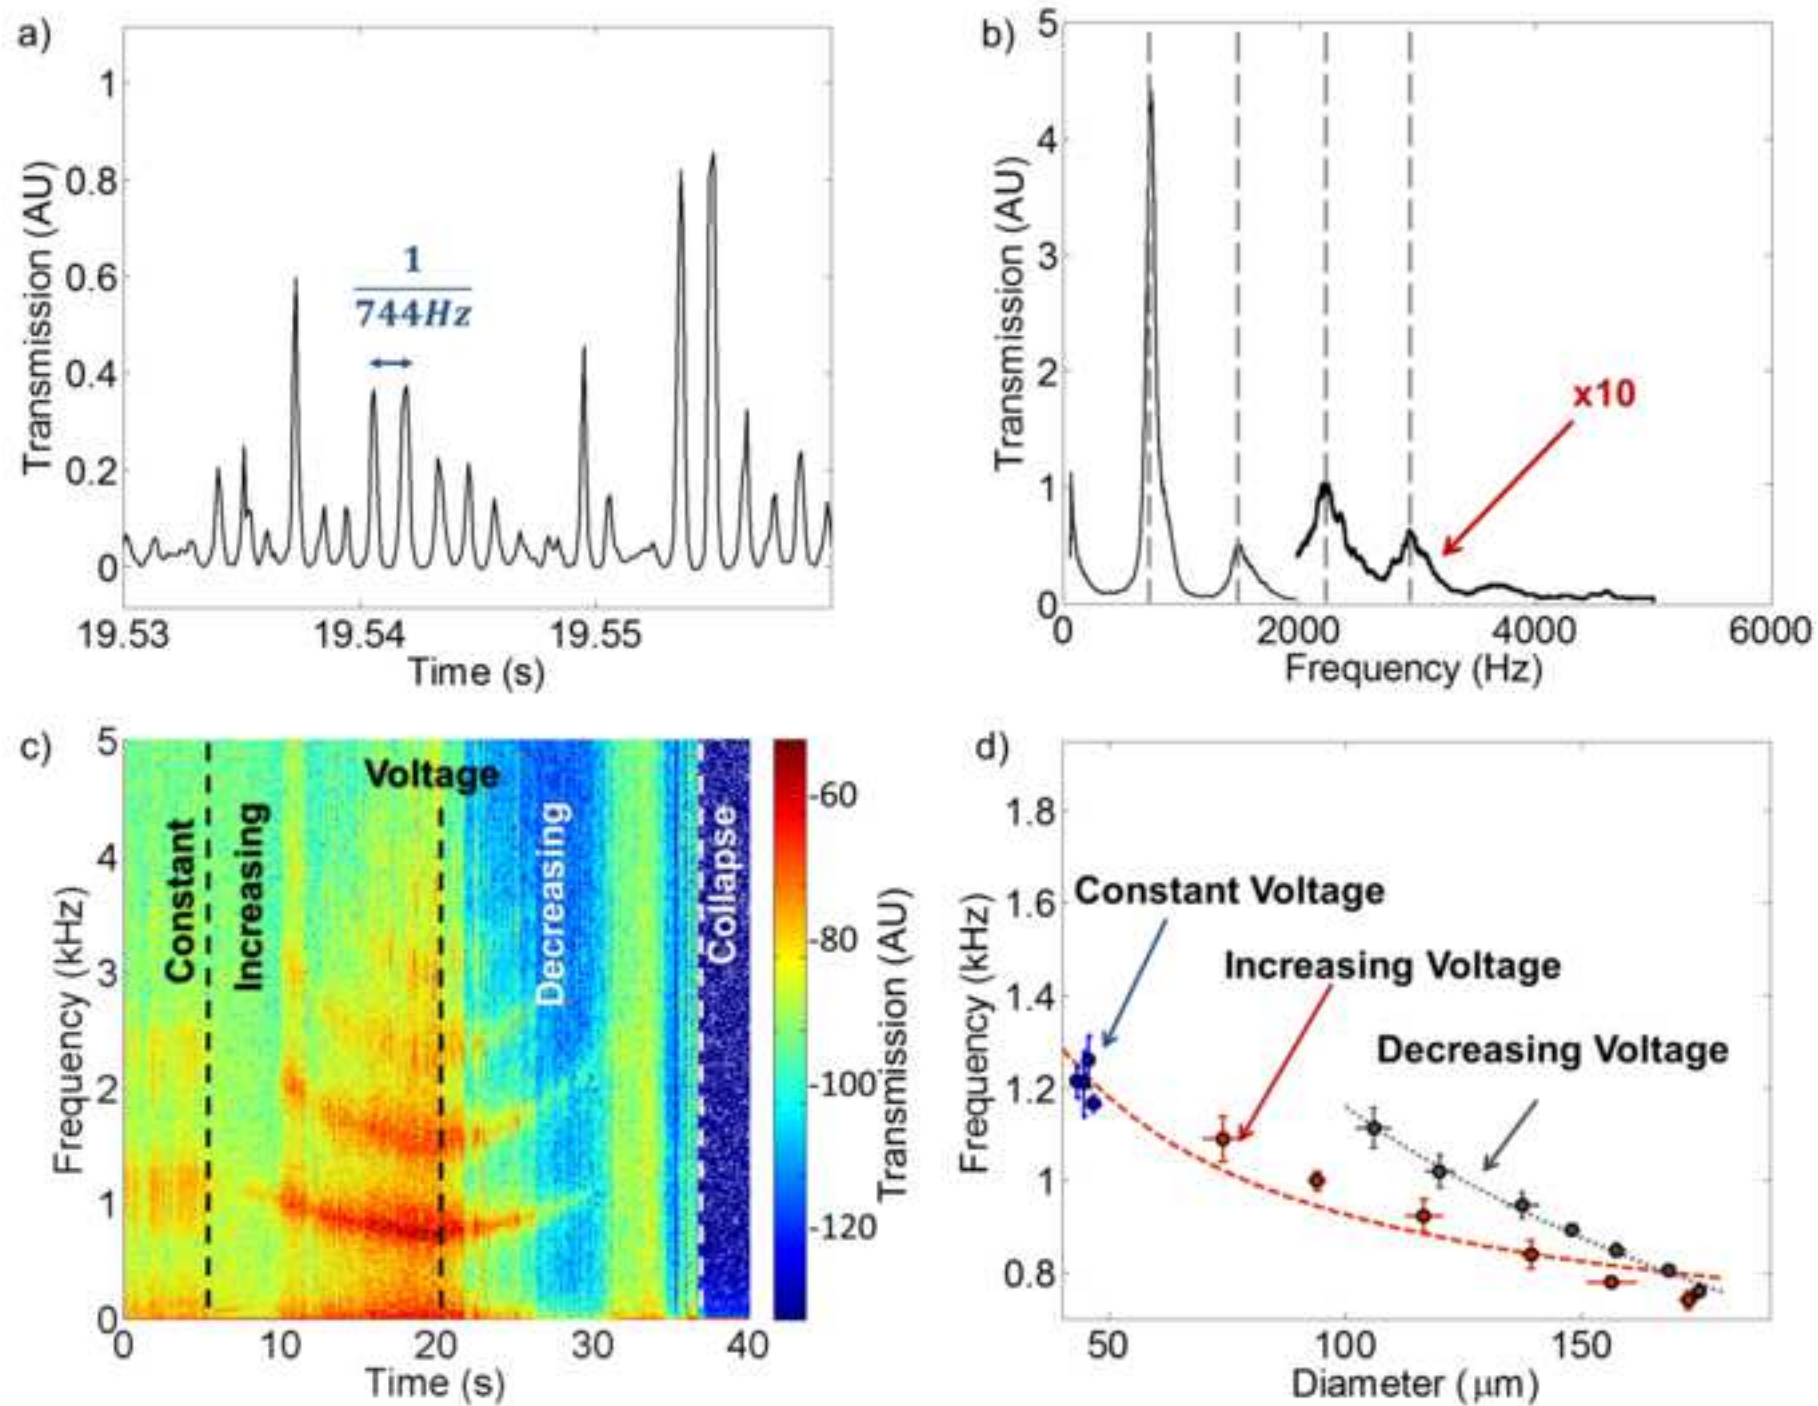 a)
Transmission (AU)
1
0.8
0.6
0.4
0.2
0
1
744Hz
19.53
19.54
19.55
Time (s)
b)
Transmission (AU)
5
4
3
2
1
0
x10
0
2000
4000
6000
Frequency (Hz)
c)
Frequency (kHz)
5
4
3
2
1
0
Voltage
Constant
Increasing
Decreasing
Collapse
0
10
20
30
40
Time (s)
-60
-80
-100
-120
Transmission (AU)
d)
Frequency (kHz)
1.8
1.6
1.4
1.2
1
0.8
Constant Voltage
Increasing Voltage
Decreasing Voltage
50
100
150
Diameter (μm)